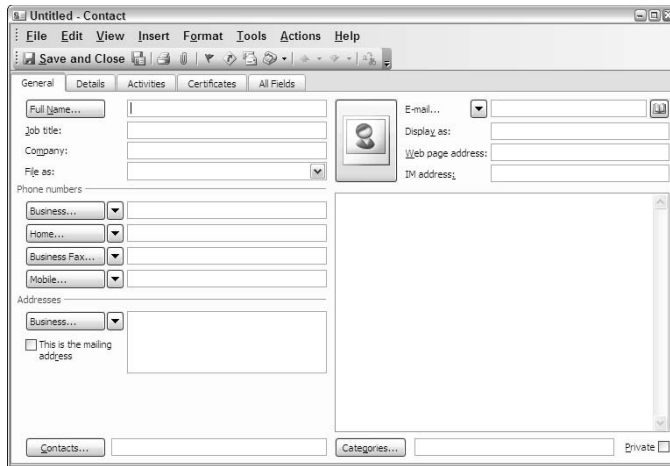 Untitled - Contact
File Edit View Insert Format Tools Actions Help
Save and Close
General Details Activities Certificates All Fields
Full Name...
Job title:
Company:
File as:
E-mail...
Display as:
Web page address:
IM address:
Phone numbers
Business...
Home...
Business Fax...
Mobile...
Addresses
Business...
This is the mailing
address
Contacts... Categories... Private